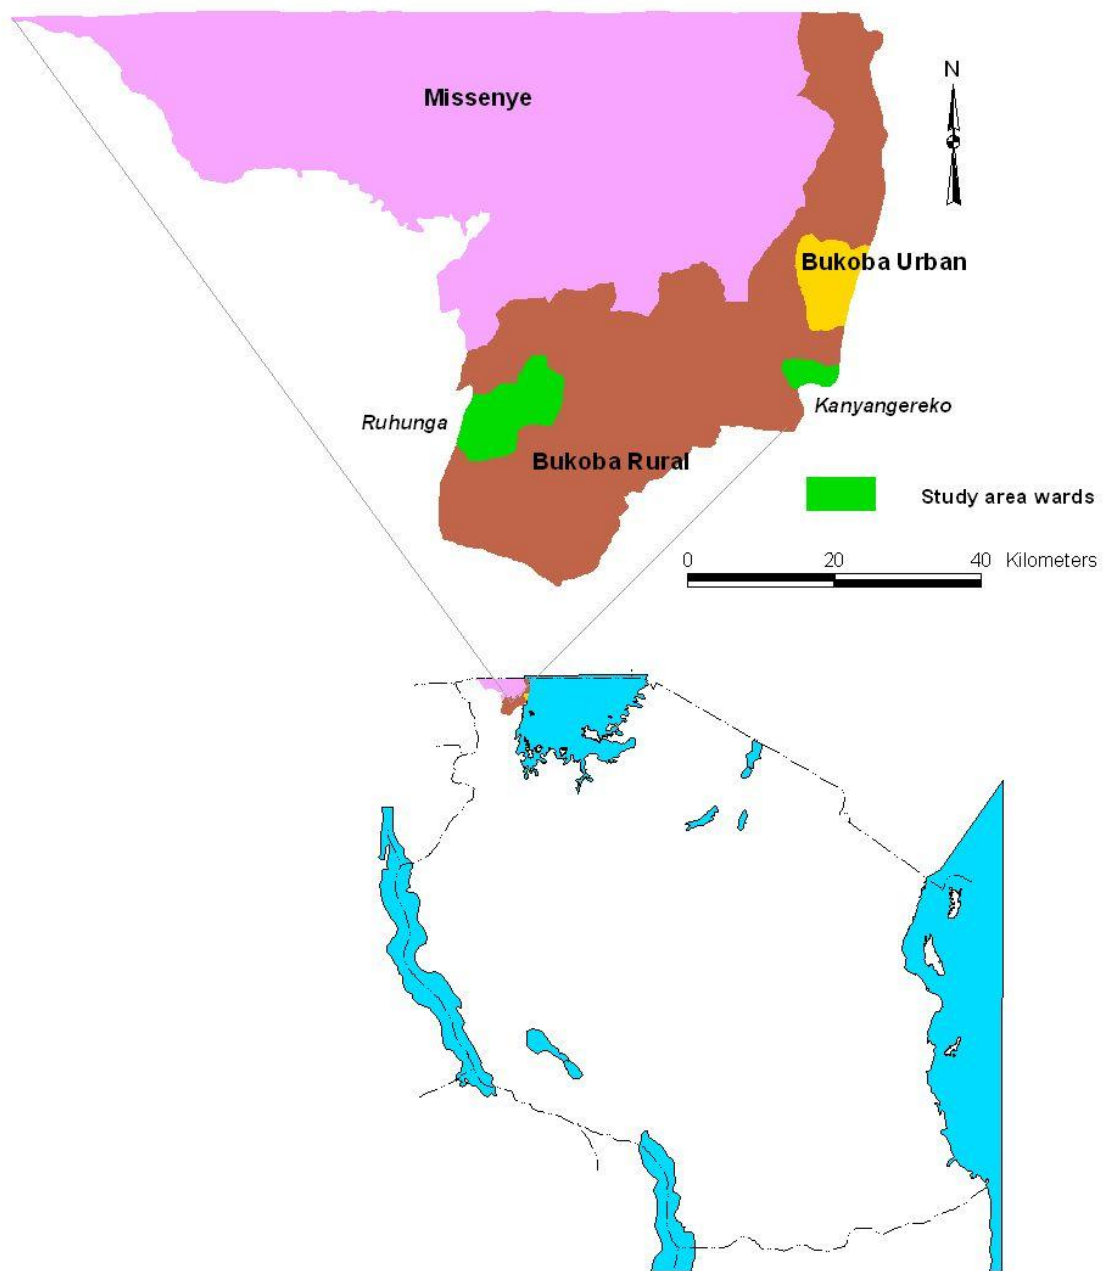 Missenye
N
Bukoba Urban
Ruhunga
Kanyangereko
Bukoba Rural
Study area wards
0 20 40 Kilometers